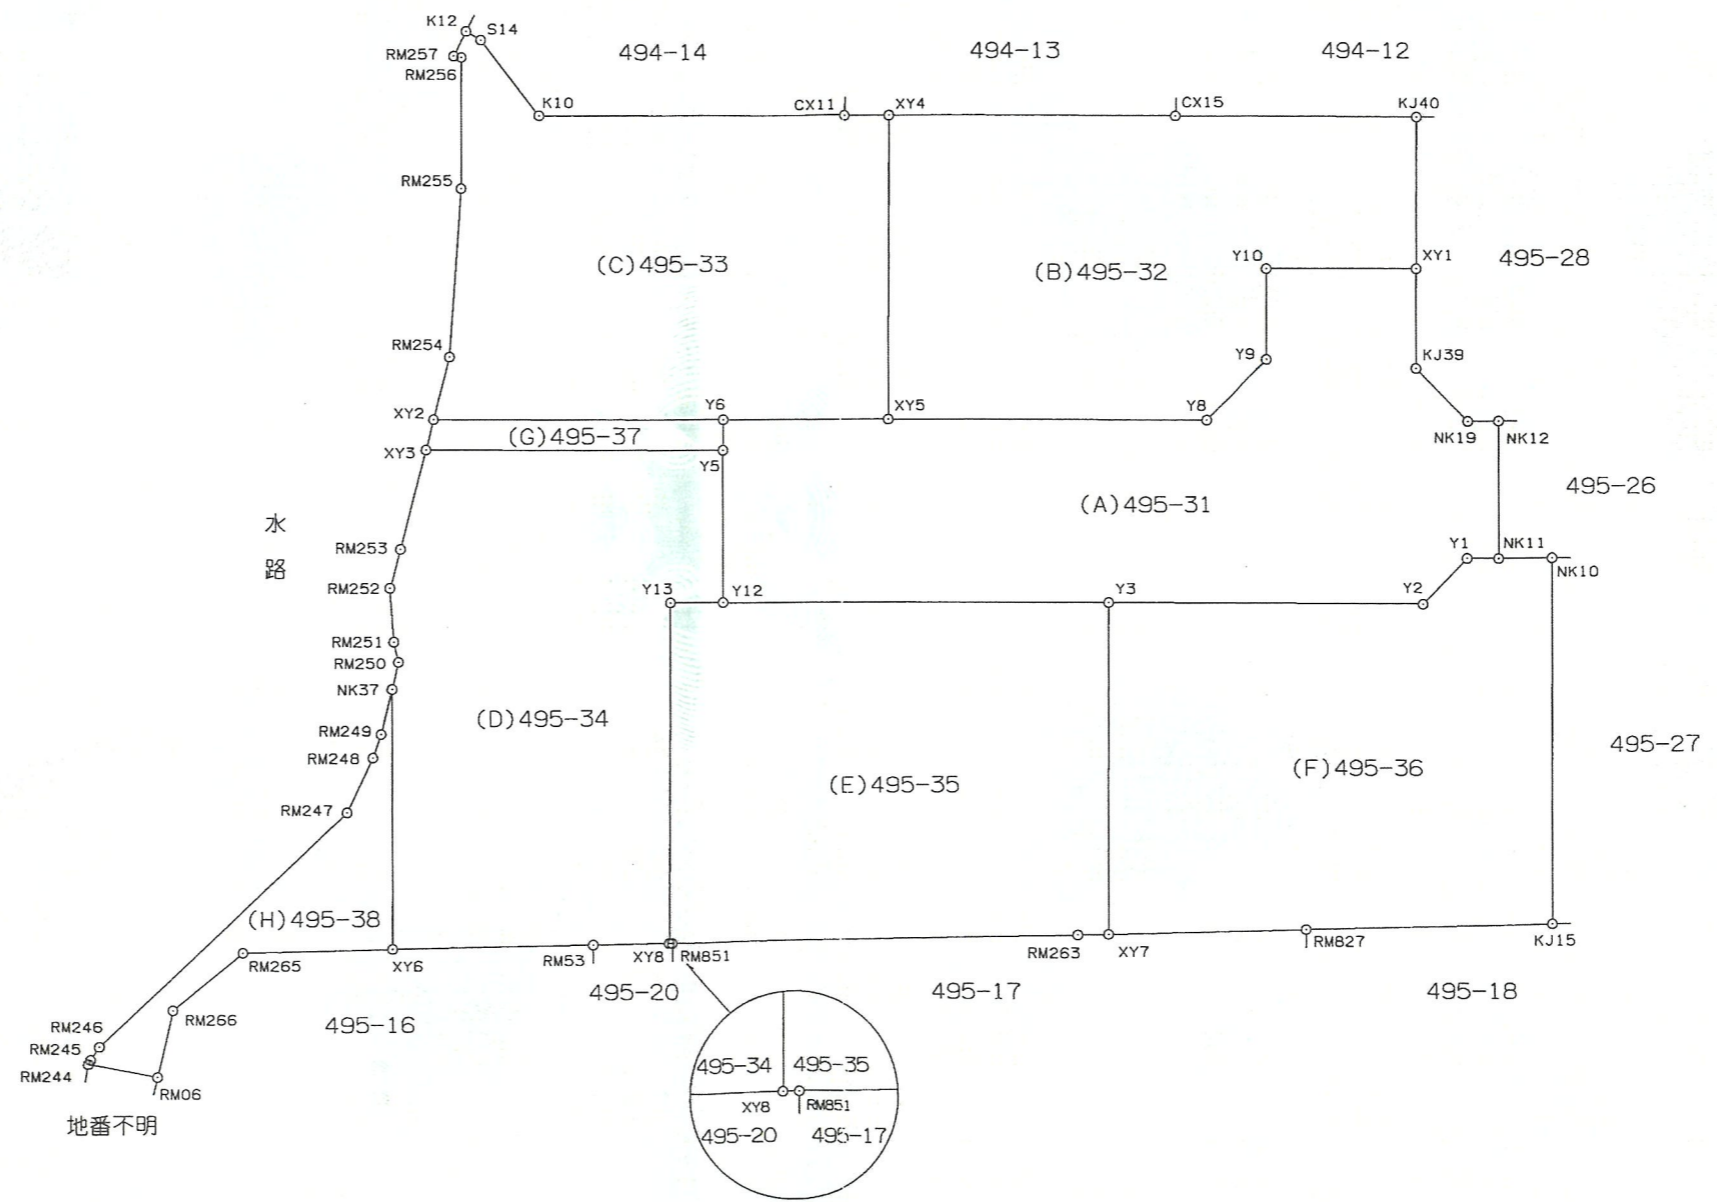 K12
S14
RM257
RM256
494-14
494-13
494-12
K10
CX11
XY4
CX15
KJ40
RM255
(C)495-33
(B)495-32
Y10
XY1
495-28
RM254
Y9
KJ39
XY2
Y6
XY5
Y8
NK19
NK12
(G)495-37
XY3
Y5
495-26
(A)495-31
水
路
RM253
Y1
NK11
NK10
RM252
Y13
Y12
Y3
Y2
RM251
RM250
NK37
(D)495-34
RM249
RM248
495-27
(F)495-36
(E)495-35
RM247
(H)495-38
RM265
XY6
RM53
XY8
RM851
RM263
XY7
RM827
KJ15
495-20
495-17
495-18
RM266
495-16
RM246
RM245
RM244
RM06
地番不明
495-34
495-35
XY8
RM851
495-20
495-17